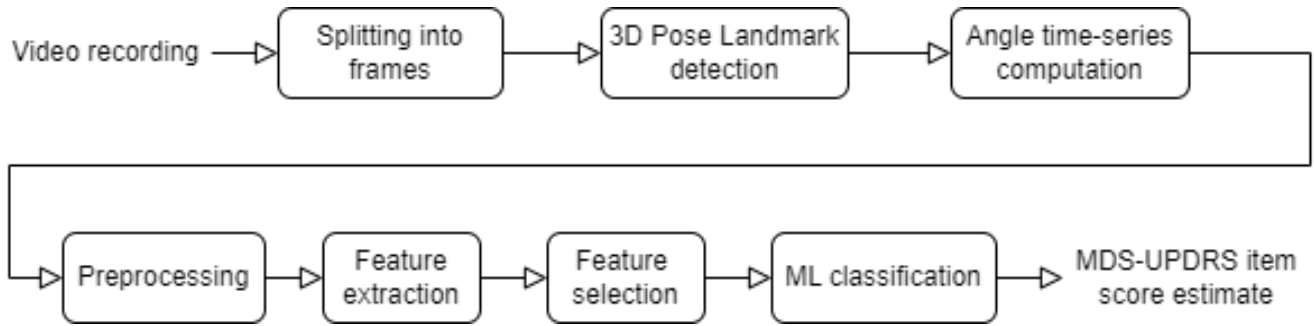 Video recording
Splitting into
frames
3D Pose Landmark
detection
Angle time-series
computation
Preprocessing
Feature
extraction
Feature
selection
ML classification
MDS-UPDRS item
score estimate